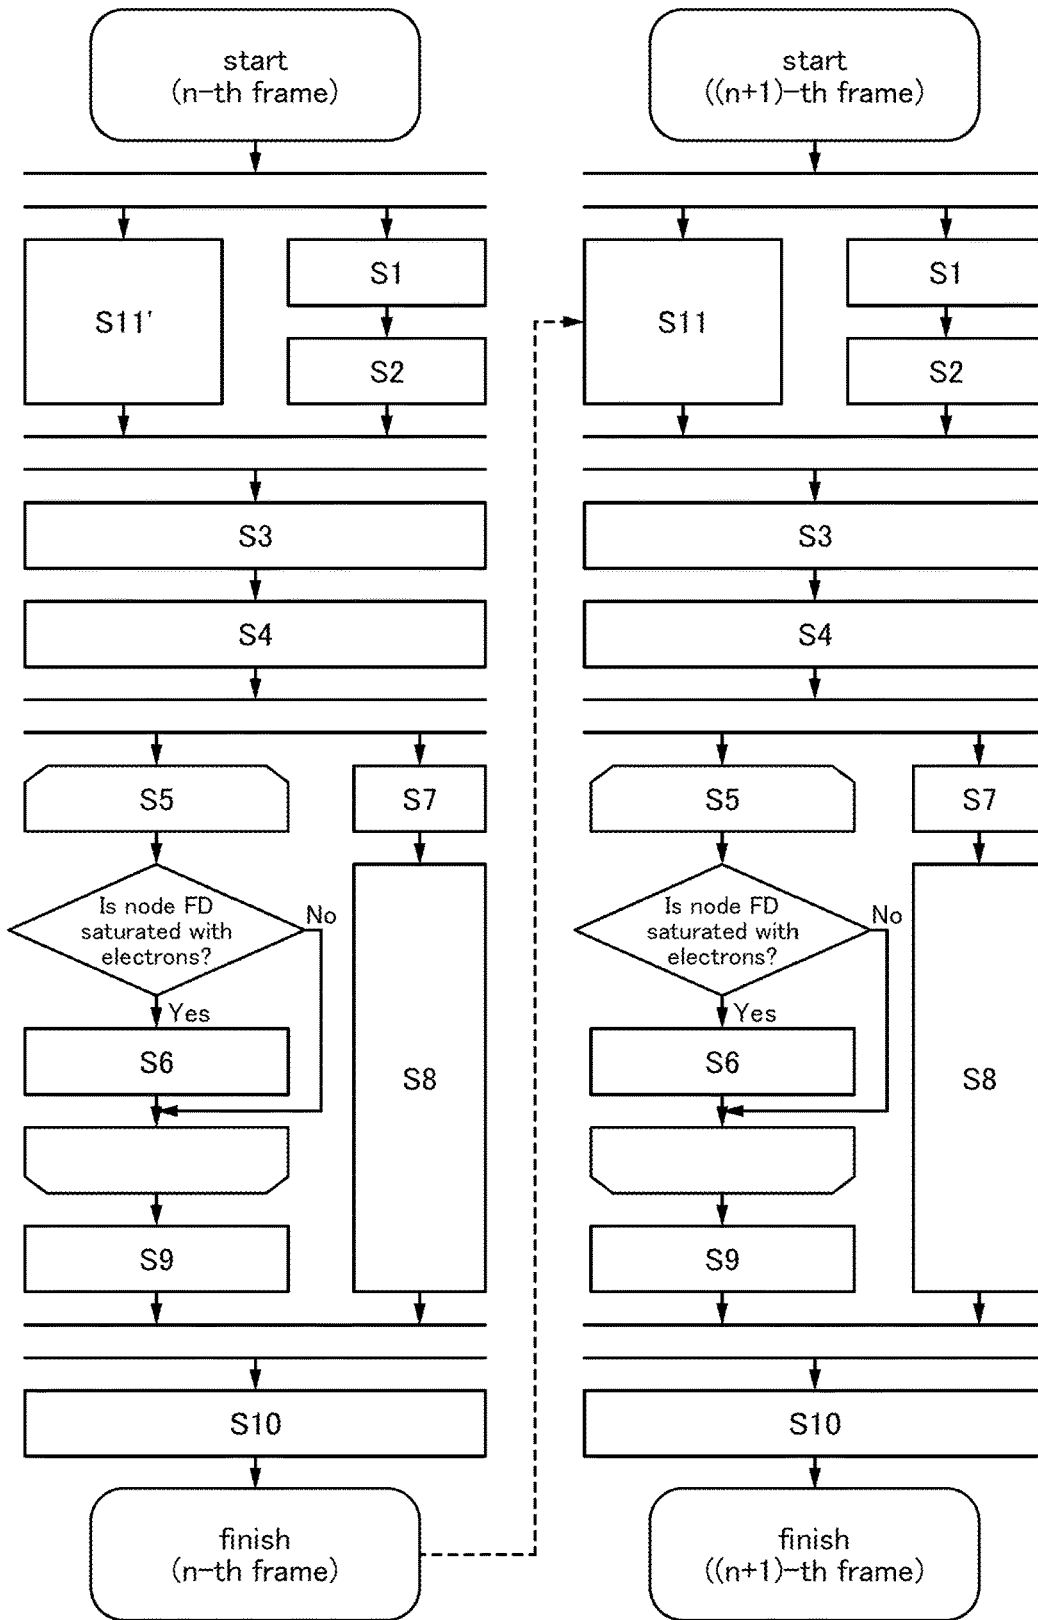 start
(n-th frame)
S11'
S1
S2
S3
S4
S5
S7
Is node FD
saturated with
electrons?
No
Yes
S6
S8
S9
S10
finish
(n-th frame)
start
((n+1)-th frame)
S11
S1
S2
S3
S4
S5
S7
Is node FD
saturated with
electrons?
No
Yes
S6
S8
S9
S10
finish
((n+1)-th frame)